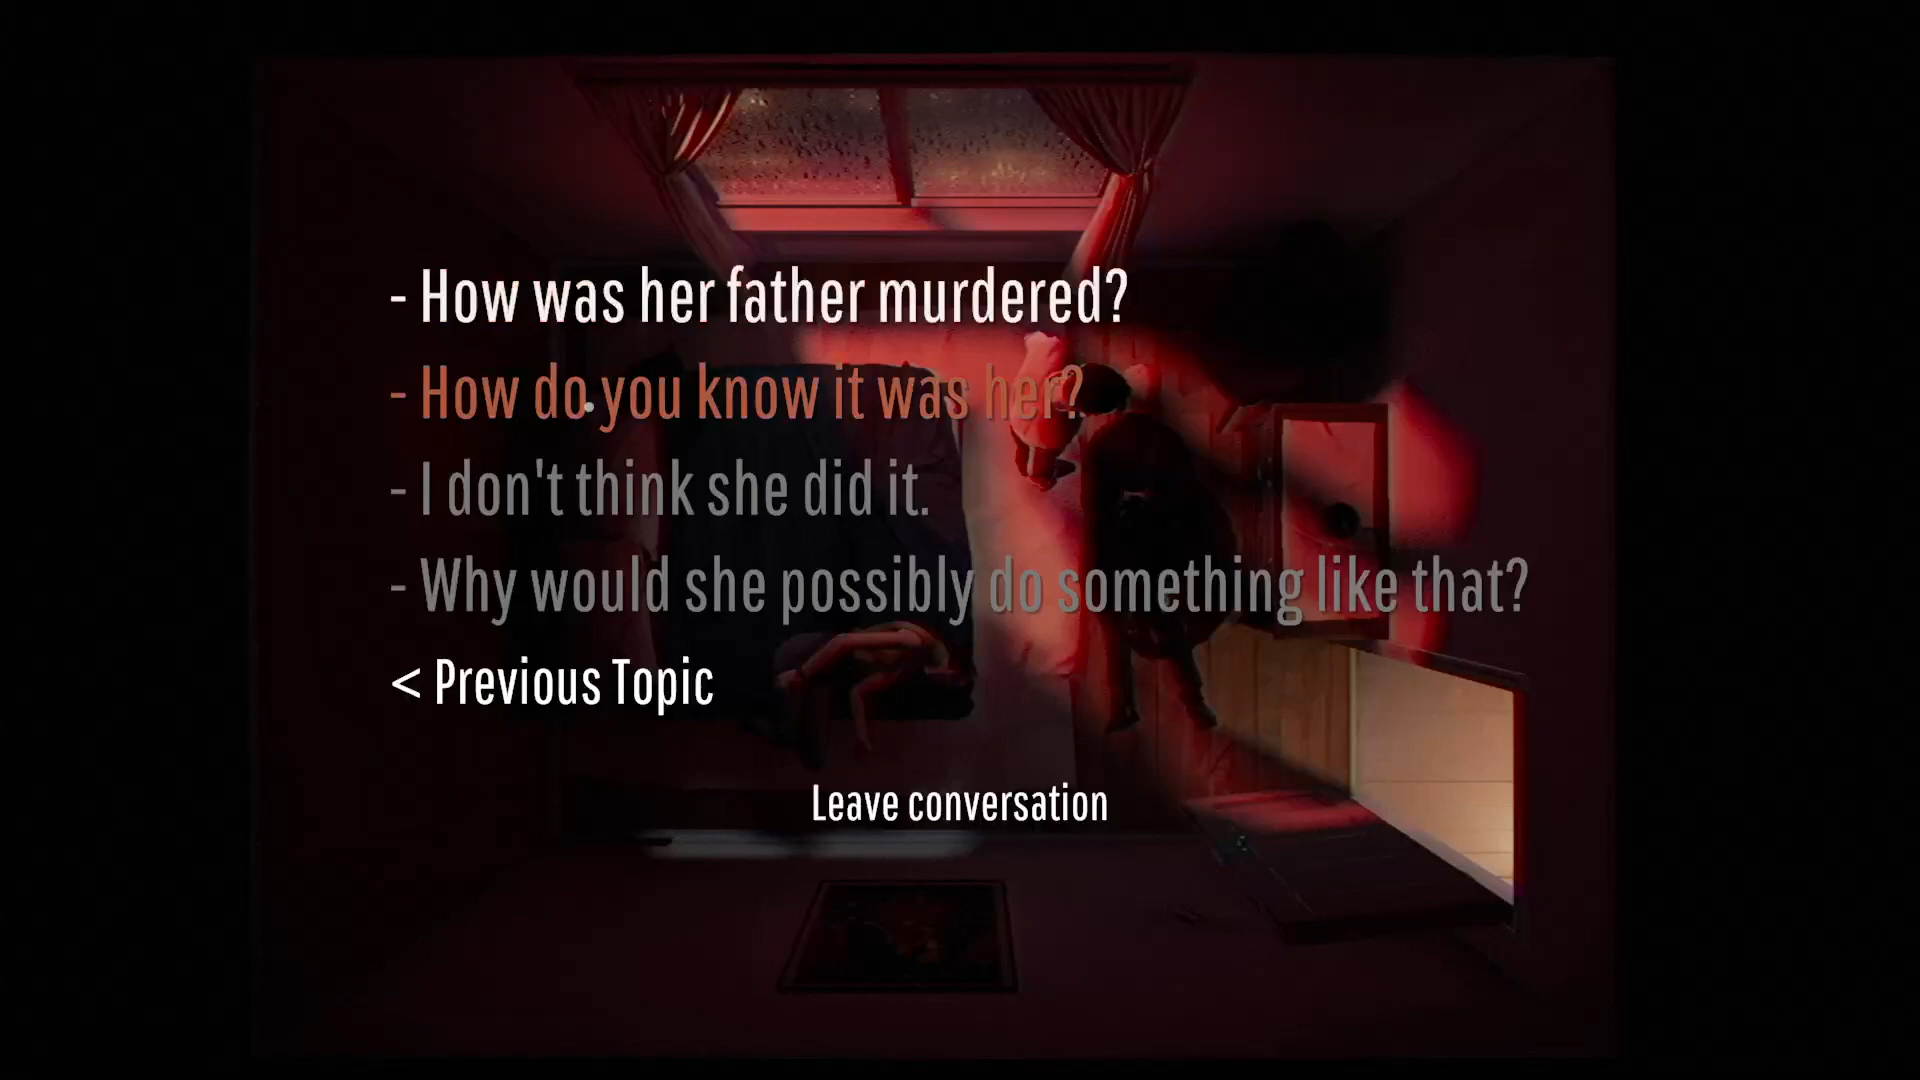 - How was her father murdered?
- How do you know it was her?
- I don't think she did it.
- Why would she possibly do something like that?
< Previous Topic
Leave conversation